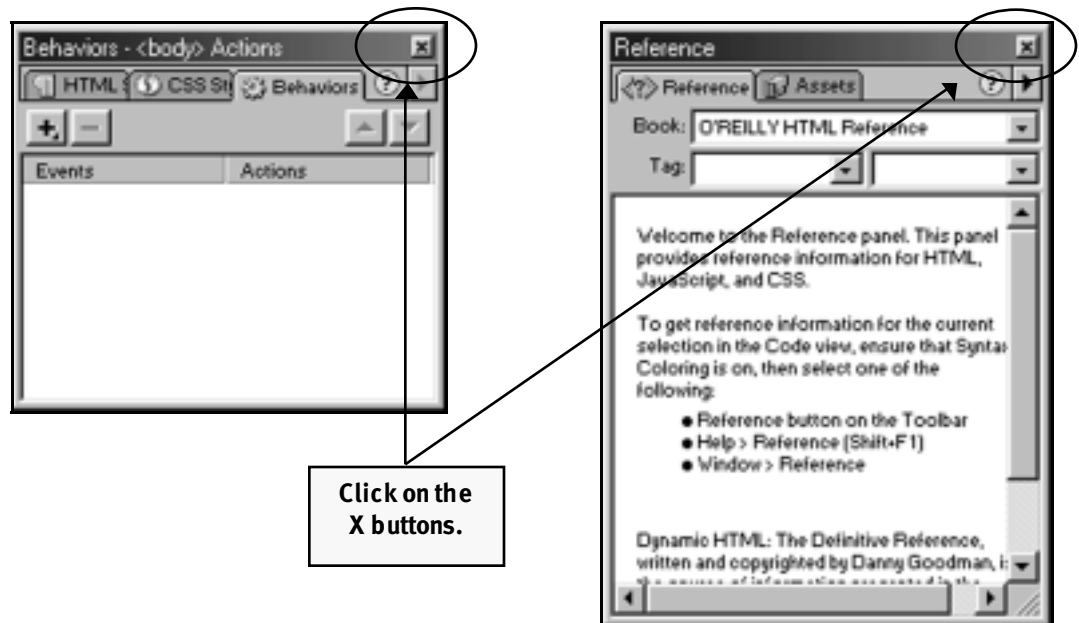 Behaviors - <body> Actions
HTML S CSS St Behaviors ?
Events Actions
Click on the
X buttons.
Reference
Reference Assets ?
Book: O'REILLY HTML Reference
Tag:
Welcome to the Reference panel. This panel
provides reference information for HTML,
JavaScript, and CSS.
To get reference information for the current
selection in the Code view, ensure that Syntax
Coloring is on, then select one of the
following:
● Reference button on the Toolbar
● Help > Reference (Shift+F1)
● Window > Reference
Dynamic HTML: The Definitive Reference,
written and copyrighted by Danny Goodman, i